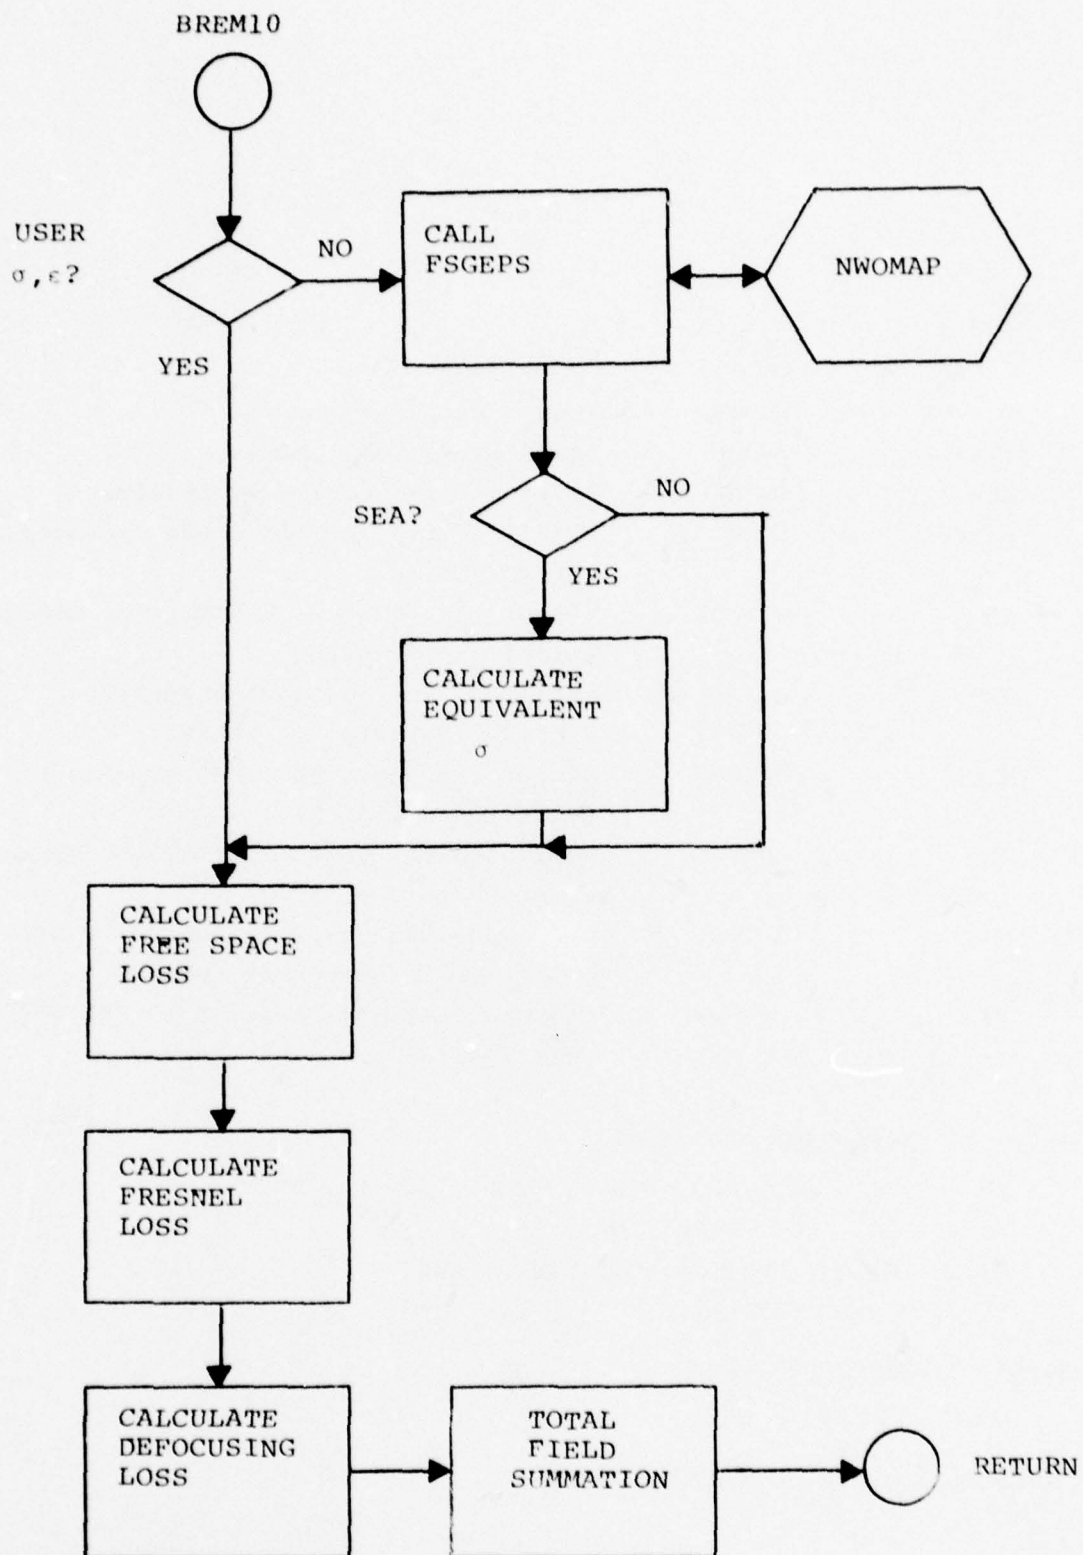 BREM10
USER
σ,ε?
NO
YES
CALL
FSGEPS
NWOMAP
SEA?
NO
YES
CALCULATE
EQUIVALENT
σ
CALCULATE
FREE SPACE
LOSS
CALCULATE
FRESNEL
LOSS
CALCULATE
DEFOCUSING
LOSS
TOTAL
FIELD
SUMMATION
RETURN